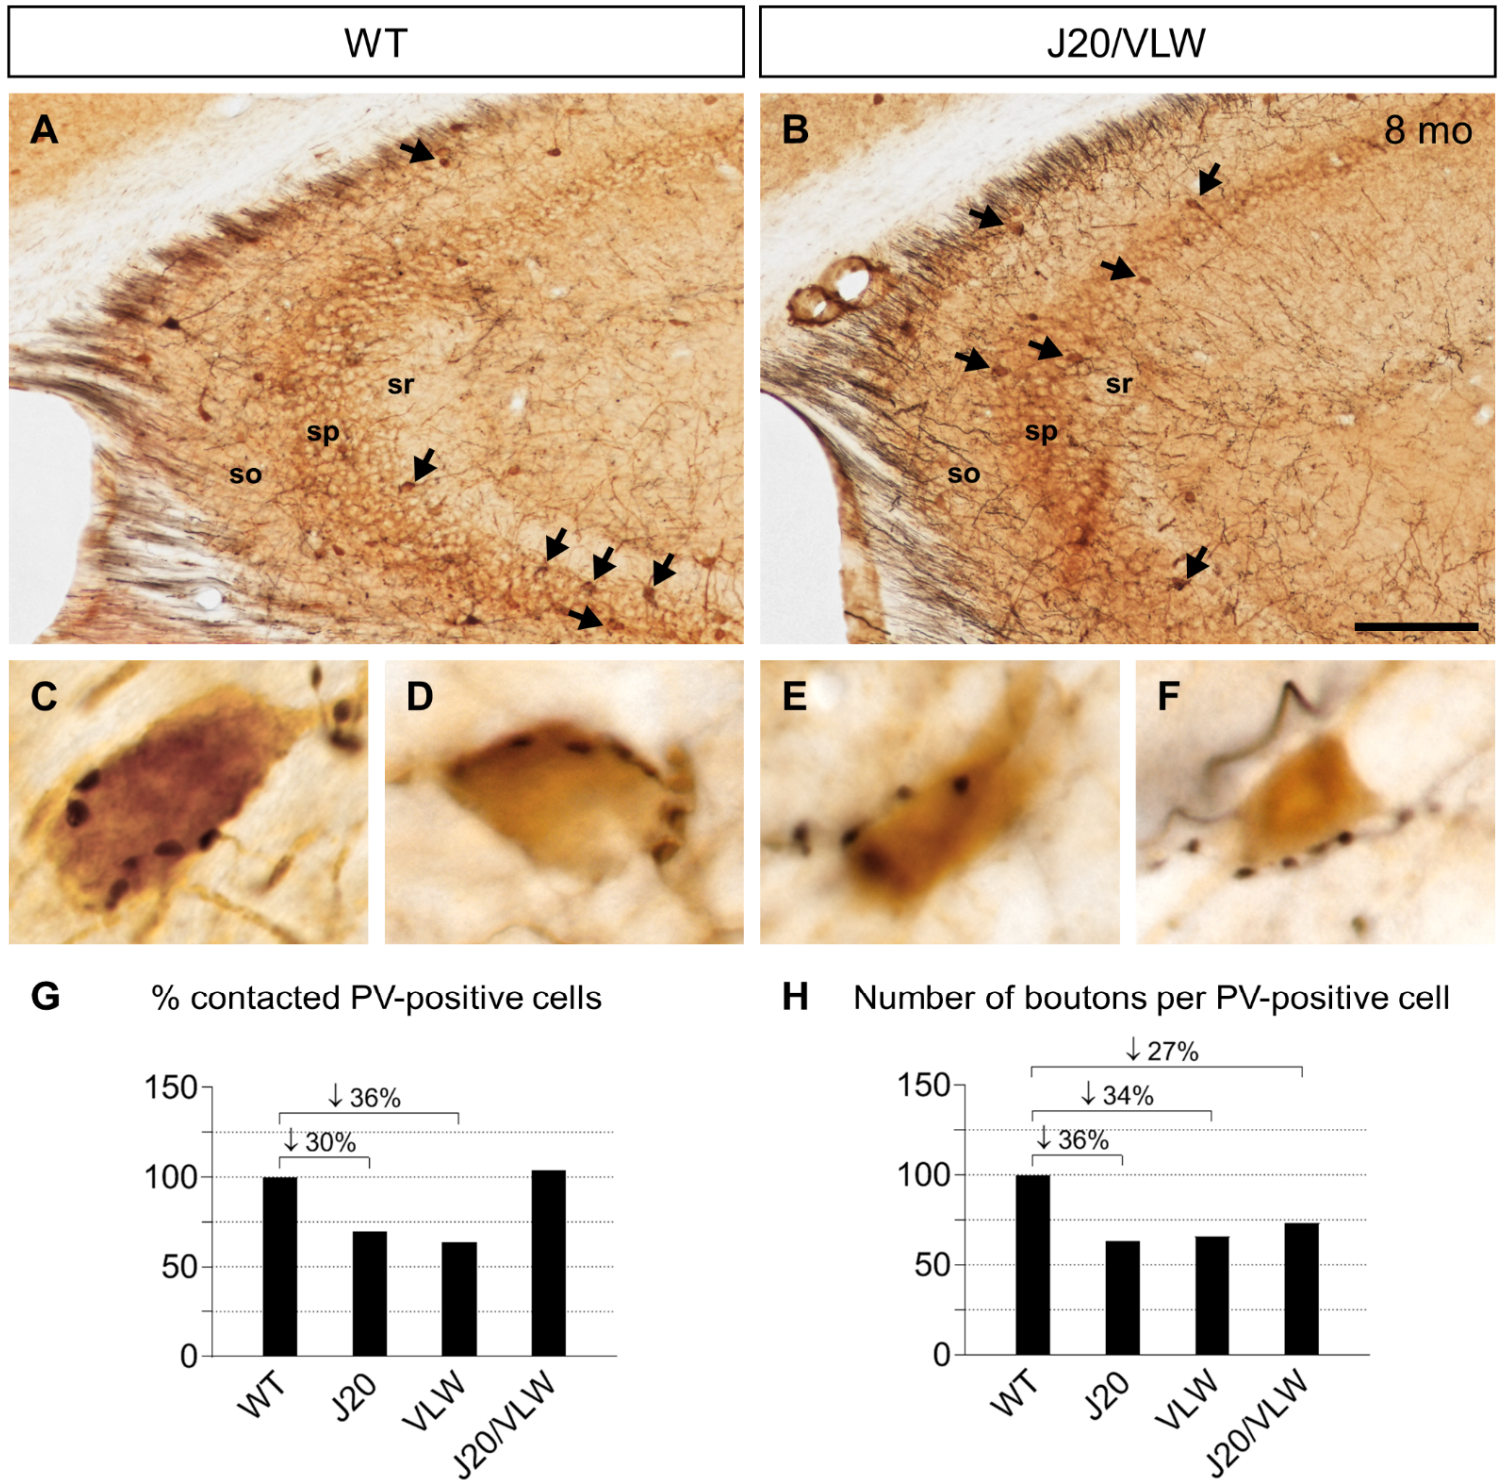 WT
J20/VLW
A
B
8 mo
sr
sp
so
sr
sp
so
C
D
E
F
G
% contacted PV-positive cells
H
Number of boutons per PV-positive cell
↓ 36%
↓ 30%
150
100
50
0
WT
J20
VLW
J20/VLW
↓ 27%
↓ 34%
↓ 36%
150
100
50
0
WT
J20
VLW
J20/VLW